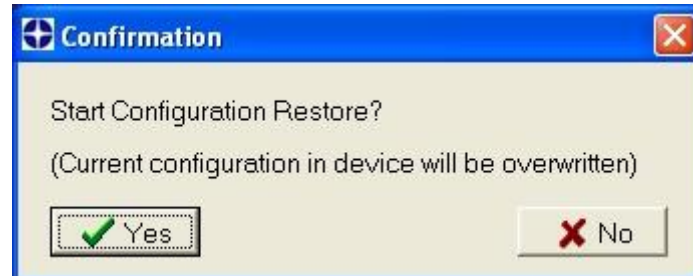 Confirmation
Start Configuration Restore?
(Current configuration in device will be overwritten)
Yes
No